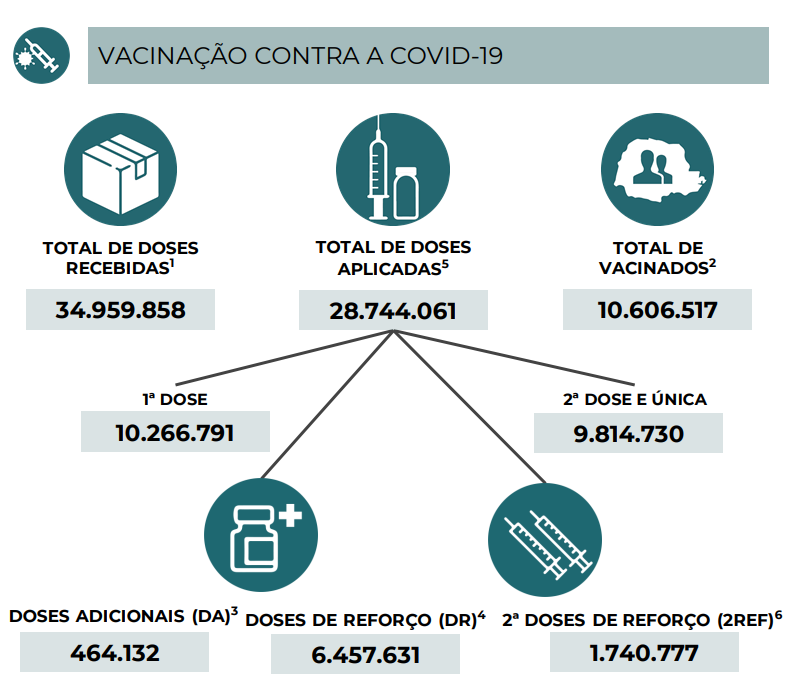 VACINAÇÃO CONTRA A COVID-19
TOTAL DE DOSES
RECEBIDAS¹
34.959.858
TOTAL DE DOSES
APLICADAS⁵
28.744.061
TOTAL DE
VACINADOS²
10.606.517
1ª DOSE
10.266.791
2ª DOSE E ÚNICA
9.814.730
DOSES ADICIONAIS (DA)³
464.132
DOSES DE REFORÇO (DR)⁴
6.457.631
2ª DOSES DE REFORÇO (2REF)⁶
1.740.777